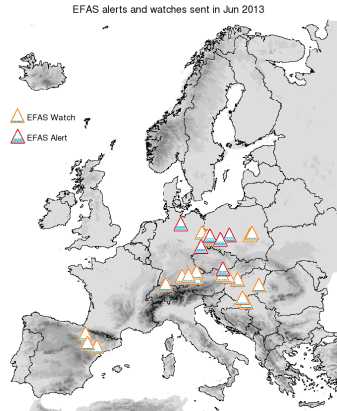 EFAS alerts and watches sent in Jun 2013
EFAS Watch
EFAS Alert